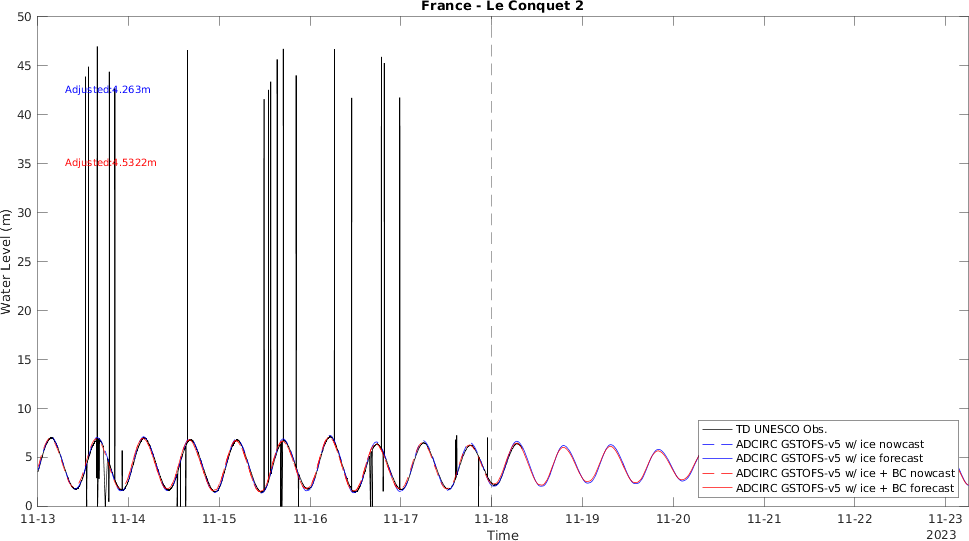 France - Le Conquet 2
50
45
Adjusted:4.263m
40
35
Adjusted:4.5322m
30
25
20
15
10
5
0
Water Level (m)
TD UNESCO Obs.
ADCIRC GSTOFS-v5 w/ ice nowcast
ADCIRC GSTOFS-v5 w/ ice forecast
ADCIRC GSTOFS-v5 w/ ice + BC nowcast
ADCIRC GSTOFS-v5 w/ ice + BC forecast
11-13 11-14 11-15 11-16 11-17 11-18 11-19 11-20 11-21 11-22 11-23
Time
2023